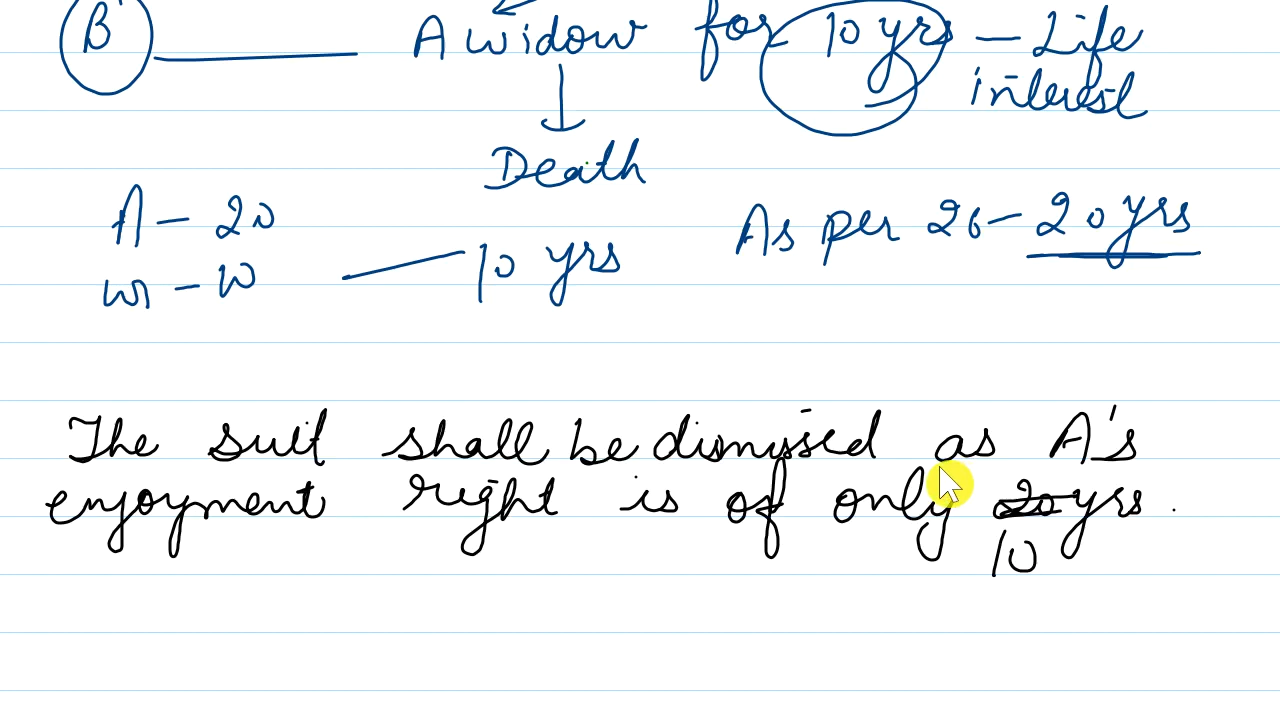 B
A widow for 10 yrs – Life
interest
Death
A – 20
As per 26 – 20 yrs
10 yrs
The suit shall be dismissed as A's
enjoyment right is of only 20 yrs.
10